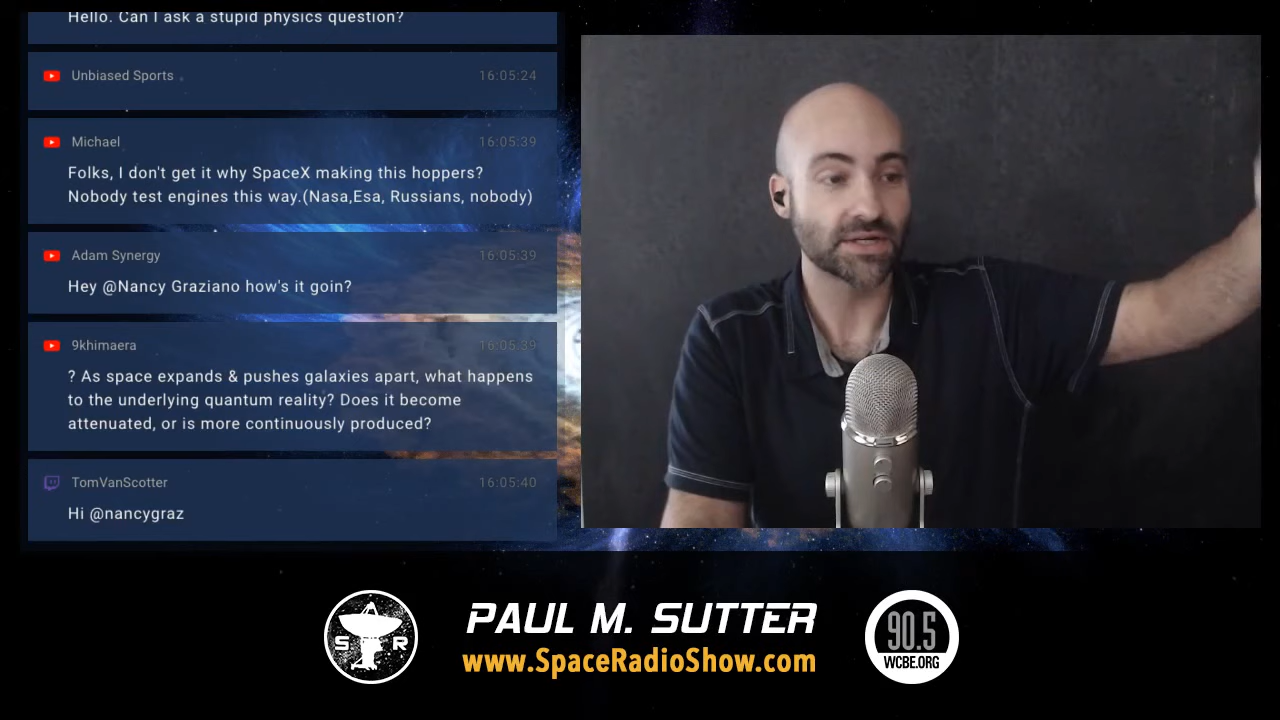 Hello. Can I ask a stupid physics question?
Unbiased Sports 16:05:24
Michael 16:05:39
Folks, I don't get it why SpaceX making this hoppers?
Nobody test engines this way.(Nasa,Esa, Russians, nobody)
Adam Synergy 16:05:39
Hey @Nancy Graziano how's it goin?
9khimaera 16:05:39
? As space expands & pushes galaxies apart, what happens
to the underlying quantum reality? Does it become
attenuated, or is more continuously produced?
TomVanScotter 16:05:40
Hi @nancygraz
S R
PAUL M. SUTTER
www.SpaceRadioShow.com
90.5
WCBE.ORG